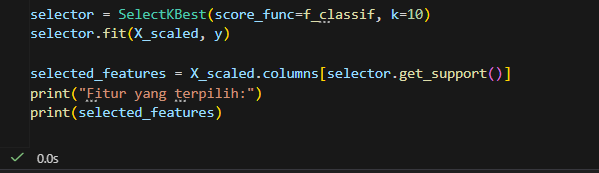 selector = SelectKBest(score_func=f_classif, k=10)
selector.fit(X_scaled, y)
selected_features = X_scaled.columns[selector.get_support()]
print("Fitur yang terpilih:")
print(selected_features)
0.0s